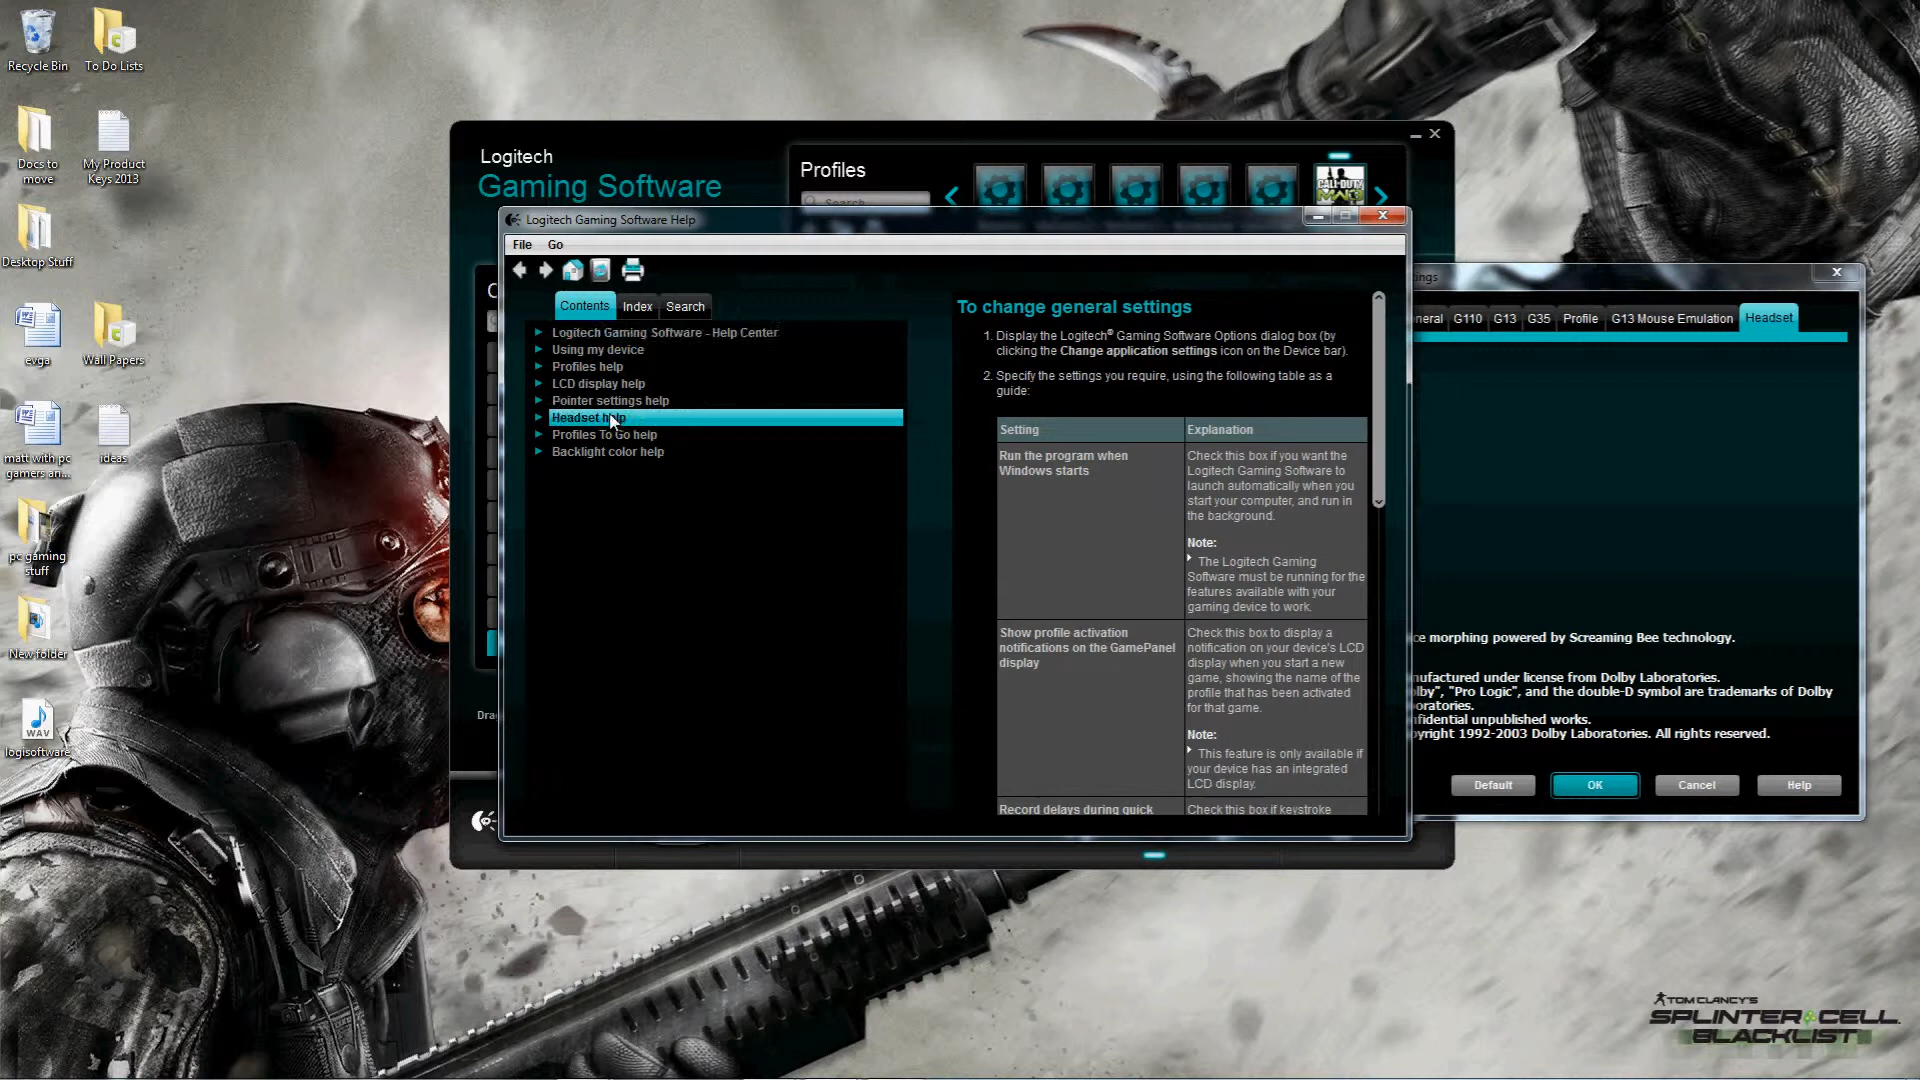 Recycle Bin
To Do Lists
Docs to
move
My Product
Keys 2013
Desktop Stuff
evga
Wall Papers
matt with pc
gamers an...
ideas
pc gaming
stuff
New folder
WAV
logisoftware
Logitech
Gaming Software
Profiles
Search
CALL·DUTY
MW3
Logitech Gaming Software Help
File Go
Contents Index Search
Logitech Gaming Software - Help Center
Using my device
Profiles help
LCD display help
Pointer settings help
Headset help
Profiles To Go help
Backlight color help
To change general settings
1. Display the Logitech® Gaming Software Options dialog box (by
clicking the Change application settings icon on the Device bar).
2. Specify the settings you require, using the following table as a
guide:
Setting Explanation
Run the program when
Windows starts
Check this box if you want the
Logitech Gaming Software to
launch automatically when you
start your computer, and run in
the background.
Note:
The Logitech Gaming
Software must be running for the
features available with your
gaming device to work.
Show profile activation
notifications on the GamePanel
display
Check this box to display a
notification on your device's LCD
display when you start a new
game, showing the name of the
profile that has been activated
for that game.
Note:
This feature is only available if
your device has an integrated
LCD display.
Record delays during quick
Check this box if keystroke
Drag
ngs
neral G110 G13 G35 Profile G13 Mouse Emulation Headset
ce morphing powered by Screaming Bee technology.
nufactured under license from Dolby Laboratories.
lby", "Pro Logic", and the double-D symbol are trademarks of Dolby
oratories.
nfidential unpublished works.
yright 1992-2003 Dolby Laboratories. All rights reserved.
Default OK Cancel Help
TOM CLANCY'S
SPLINTER CELL
BLACKLIST